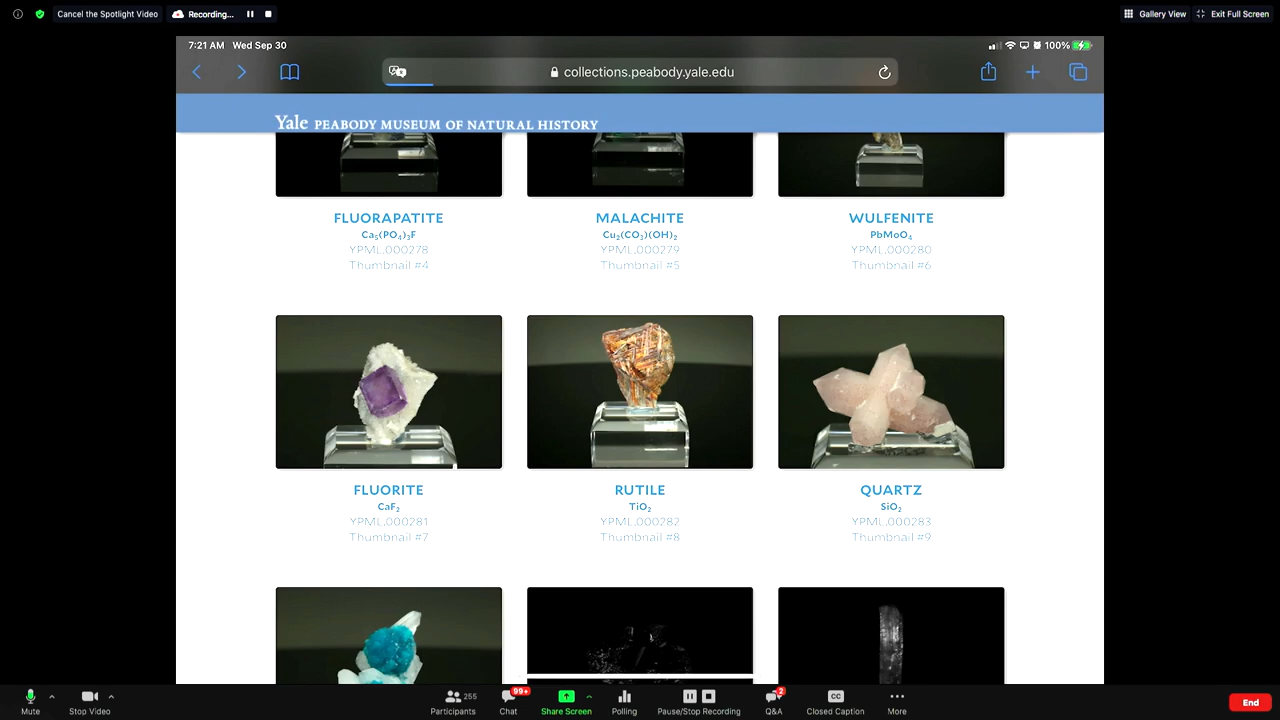 Cancel the Spotlight Video
Recording...
Gallery View
Exit Full Screen
7:21 AM Wed Sep 30
100%
collections.peabody.yale.edu
Yale PEABODY MUSEUM OF NATURAL HISTORY
FLUORAPATITE
Ca₅(PO₄)₃F
YPML.000278
Thumbnail #4
MALACHITE
Cu₂(CO₃)(OH)₂
YPML.000279
Thumbnail #5
WULFENITE
PbMoO₄
YPML.000280
Thumbnail #6
FLUORITE
CaF₂
YPML.000281
Thumbnail #7
RUTILE
TiO₂
YPML.000282
Thumbnail #8
QUARTZ
SiO₂
YPML.000283
Thumbnail #9
Mute
Stop Video
Participants
255
Chat
99+
Share Screen
Polling
Pause/Stop Recording
Q&A
2
CC
Closed Caption
More
End